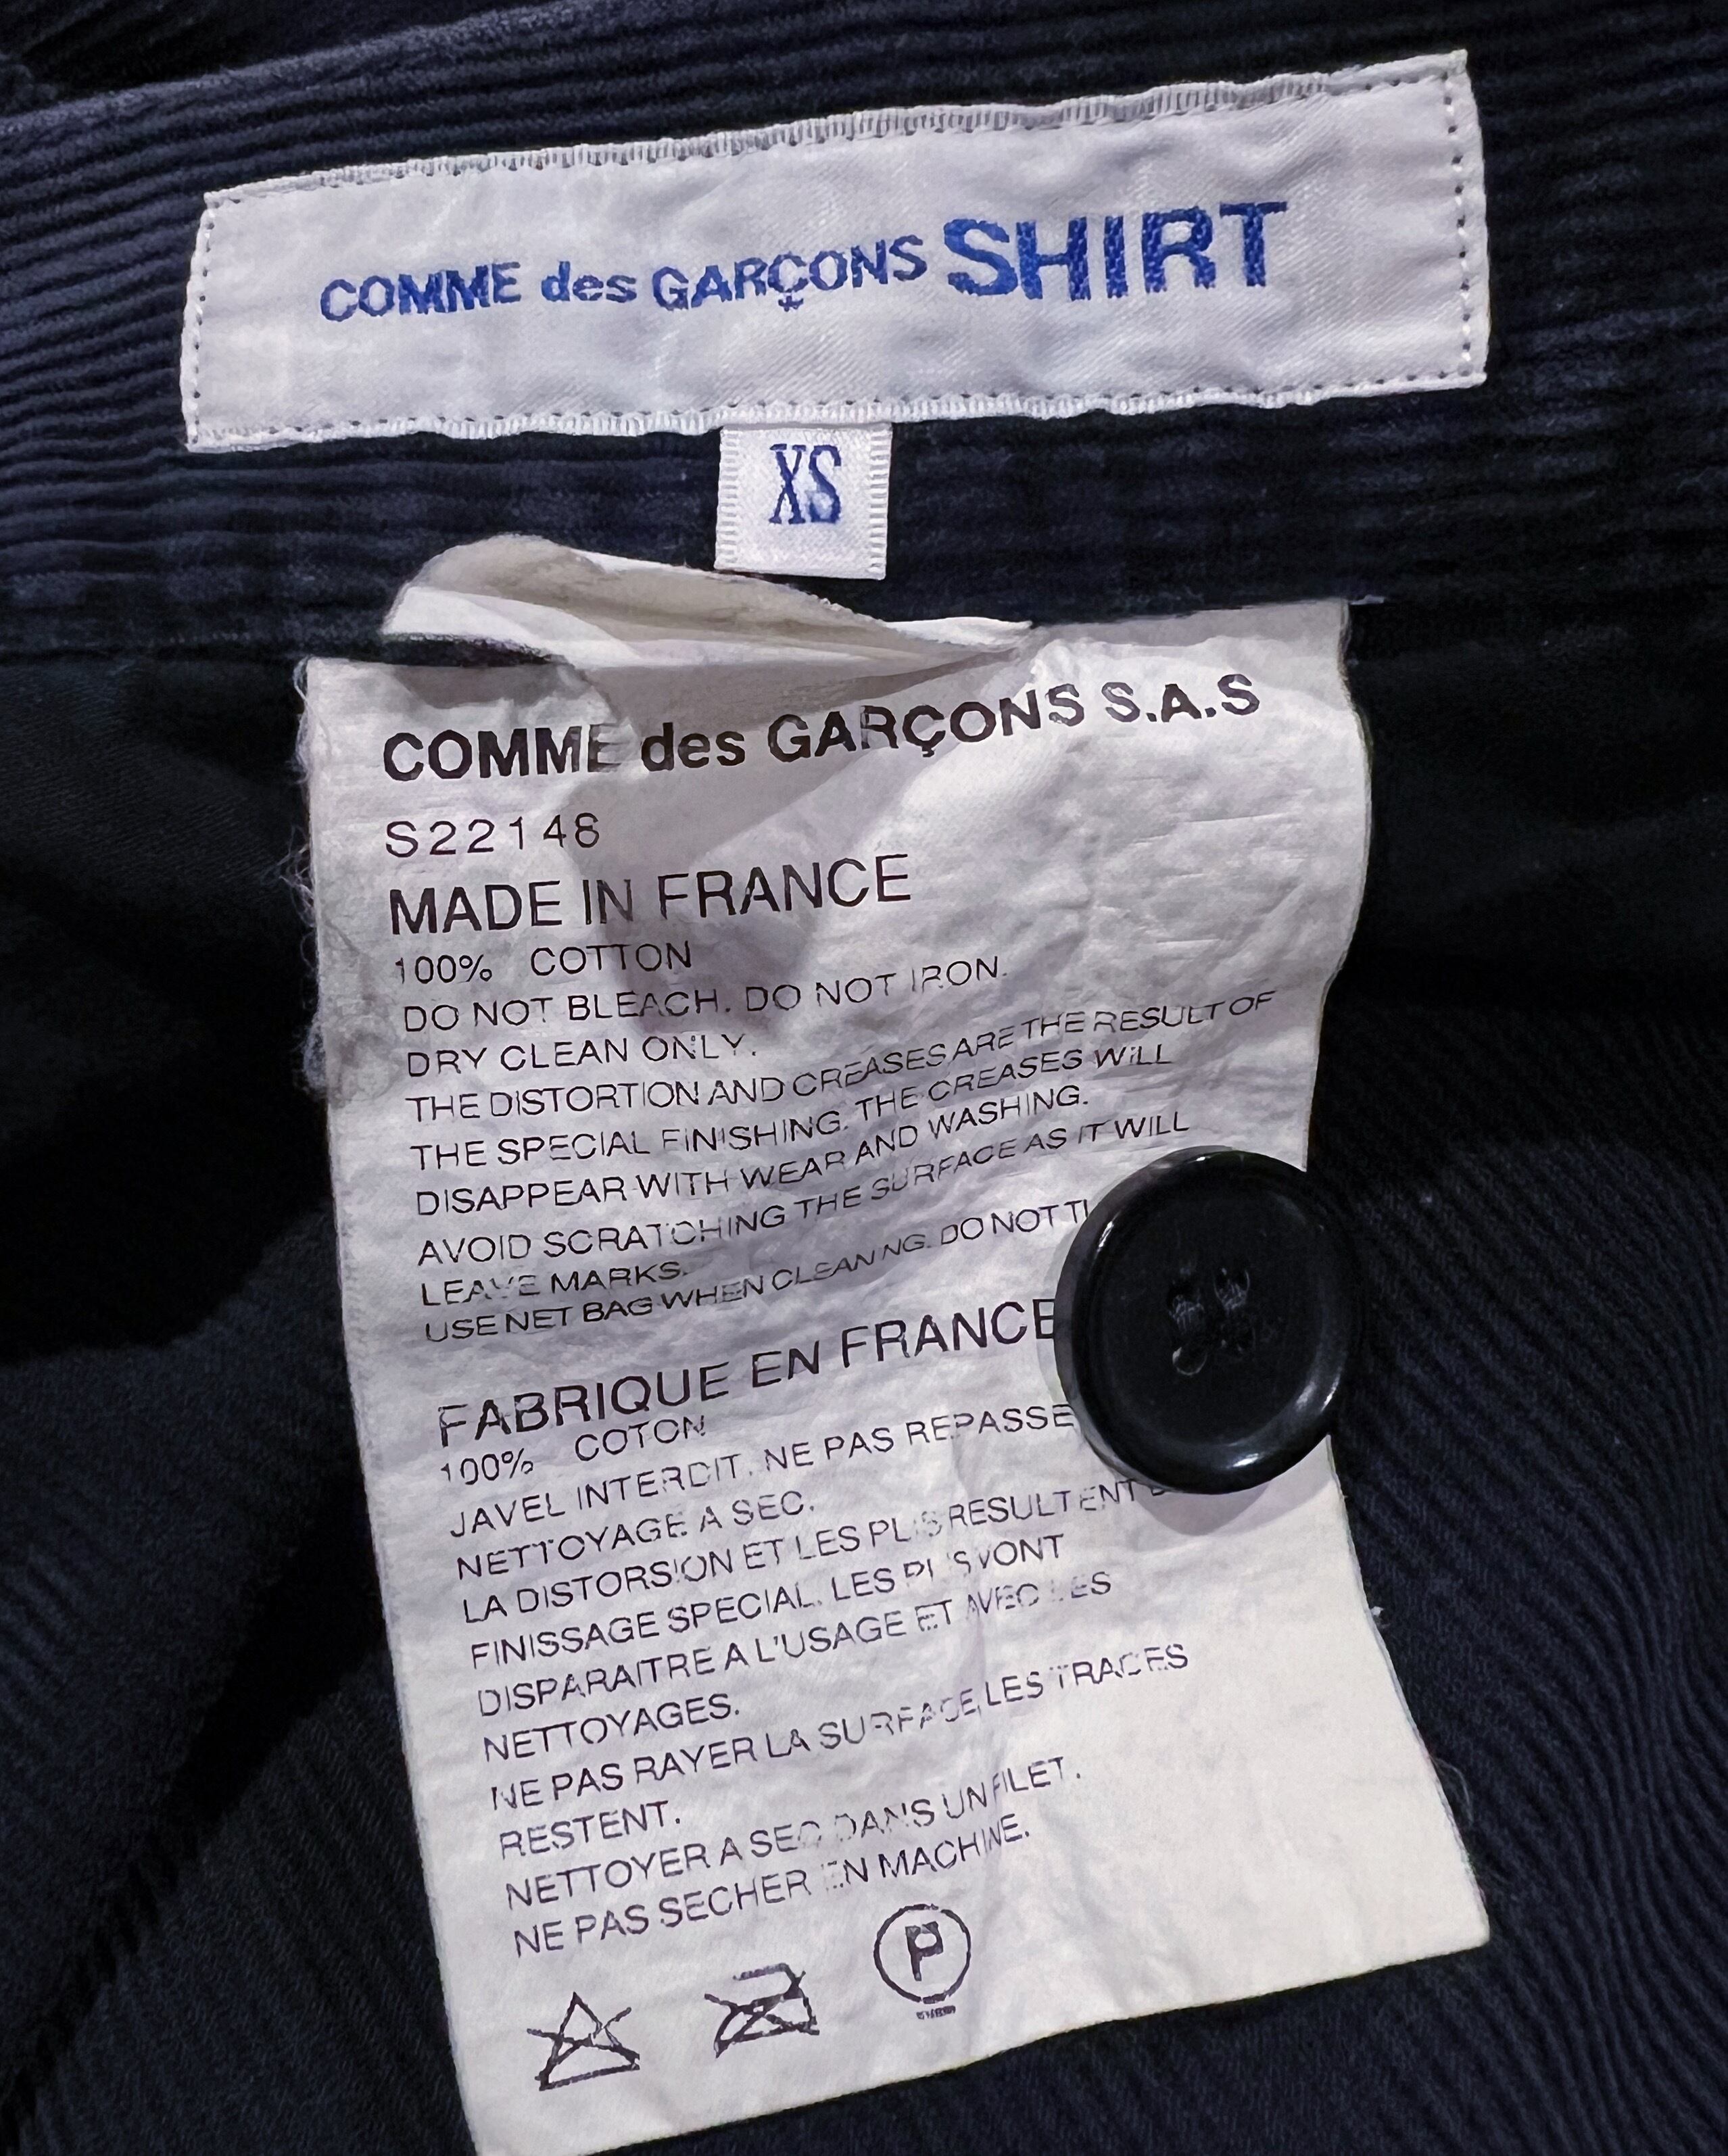 COMME des GARÇONS SHIRT
XS
COMME des GARÇONS S.A.S
S22148
MADE IN FRANCE
100% COTTON
DO NOT BLEACH. DO NOT IRON.
DRY CLEAN ONLY.
THE DISTORTION AND CREASES ARE THE RESULT OF
THE SPECIAL FINISHING. THE CREASES WILL
DISAPPEAR WITH WEAR AND WASHING.
AVOID SCRATCHING THE SURFACE AS IT WILL
LEAVE MARKS.
USE NET BAG WHEN CLEANING. DO NOT
FABRIQUE EN FRANCE
100% COTON
JAVEL INTERDIT. NE PAS REPASSE
NETTOYAGE A SEC.
LA DISTORSION ET LES PLIS RESULTENT
FINISSAGE SPECIAL. LES PLIS VONT
DISPARAITRE A L'USAGE ET AVEC LES
NETTOYAGES.
NE PAS RAYER LA SURFACE, LES TRACES
RESTENT.
NETTOYER A SEC DANS UN FILET.
NE PAS SECHER EN MACHINE.
P